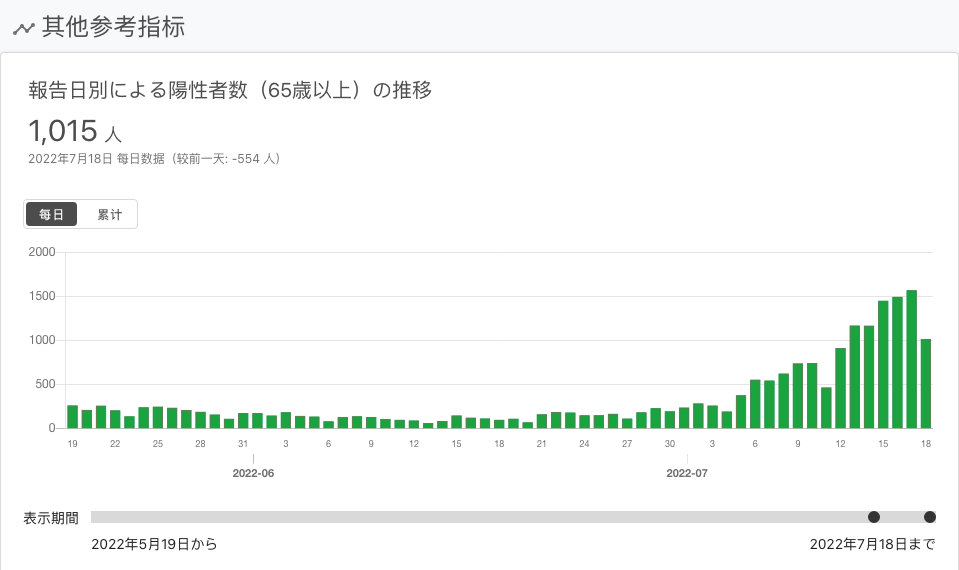 其他参考指标
報告日別による陽性者数（65歳以上）の推移
1,015 人
2022年7月18日 每日数据（较前一天: -554 人）
每日 累计
2000
1500
1000
500
0
19 22 25 28 31 3 6 9 12 15 18 21 24 27 30 3 6 9 12 15 18
2022-06 2022-07
表示期間
2022年5月19日から 2022年7月18日まで